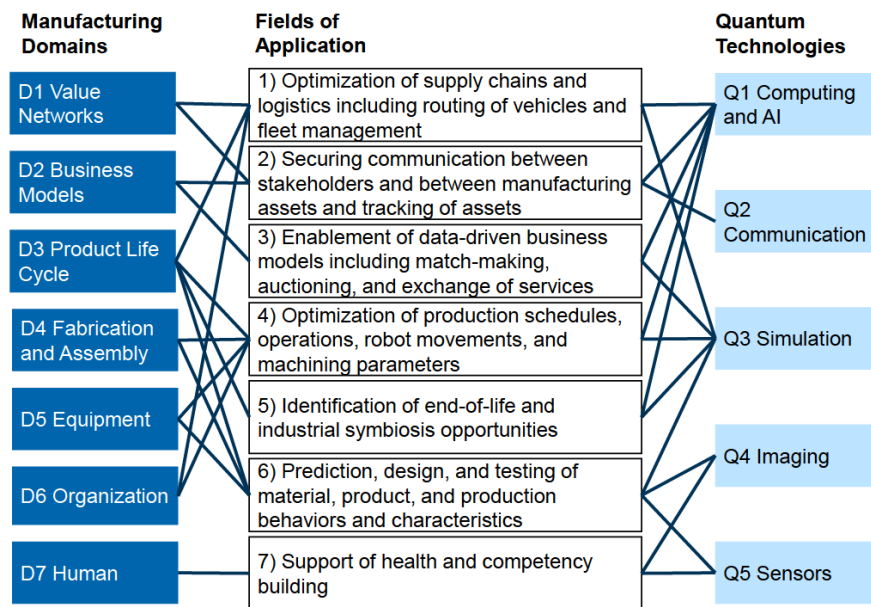 Manufacturing
Domains
Fields of
Application
Quantum
Technologies
D1 Value
Networks
D2 Business
Models
D3 Product Life
Cycle
D4 Fabrication
and Assembly
D5 Equipment
D6 Organization
D7 Human
1) Optimization of supply chains and
logistics including routing of vehicles and
fleet management
2) Securing communication between
stakeholders and between manufacturing
assets and tracking of assets
3) Enablement of data-driven business
models including match-making,
auctioning, and exchange of services
4) Optimization of production schedules,
operations, robot movements, and
machining parameters
5) Identification of end-of-life and
industrial symbiosis opportunities
6) Prediction, design, and testing of
material, product, and production
behaviors and characteristics
7) Support of health and competency
building
Q1 Computing
and AI
Q2
Communication
Q3 Simulation
Q4 Imaging
Q5 Sensors